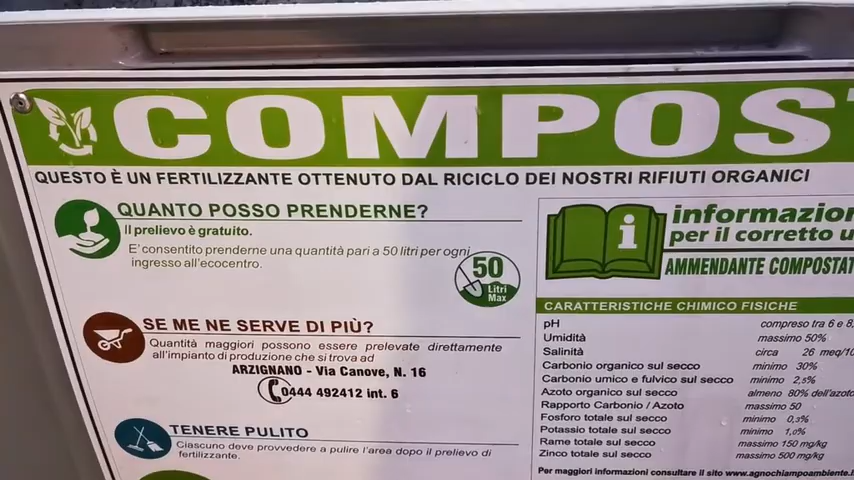 COMPOST
QUESTO È UN FERTILIZZANTE OTTENUTO DAL RICICLO DEI NOSTRI RIFIUTI ORGANICI
QUANTO POSSO PRENDERNE?
Il prelievo è gratuito.
E' consentito prenderne una quantità pari a 50 litri per ogni
ingresso all'ecocentro.
50
Litri
Max
SE ME NE SERVE DI PIÙ?
Quantità maggiori possono essere prelevate direttamente
all'impianto di produzione che si trova ad
ARZIGNANO - Via Canove, N. 16
0444 492412 int. 6
TENERE PULITO
Ciascuno deve provvedere a pulire l'area dopo il prelievo di
fertilizzante.
i
informazion
per il corretto u
AMMENDANTE COMPOSTAT
CARATTERISTICHE CHIMICO FISICHE
pH compreso tra 6 e 8,
Umidità massimo 50%
Salinità circa 26 meq/10
Carbonio organico sul secco minimo 30%
Carbonio umico e fulvico sul secco minimo 2,5%
Azoto organico sul secco almeno 80% dell'azoto
Rapporto Carbonio / Azoto massimo 50
Fosforo totale sul secco minimo 0,3%
Potassio totale sul secco minimo 1,0%
Rame totale sul secco massimo 150 mg/kg
Zinco totale sul secco massimo 500 mg/kg
Per maggiori informazioni consultare il sito www.agnochiampoambiente.i